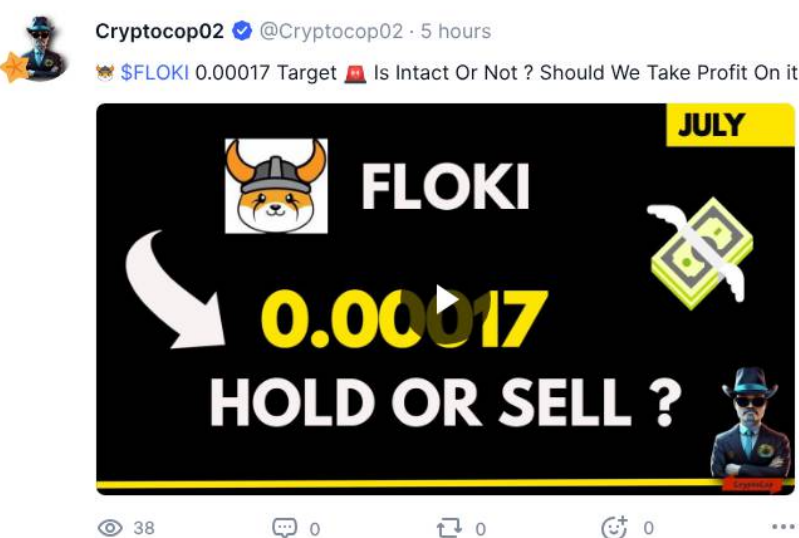 Cryptocop02 @Cryptocop02 · 5 hours
$FLOKI 0.00017 Target Is Intact Or Not ? Should We Take Profit On it
JULY
FLOKI
0.00017
HOLD OR SELL ?
CryptoCop
38 0 0 0